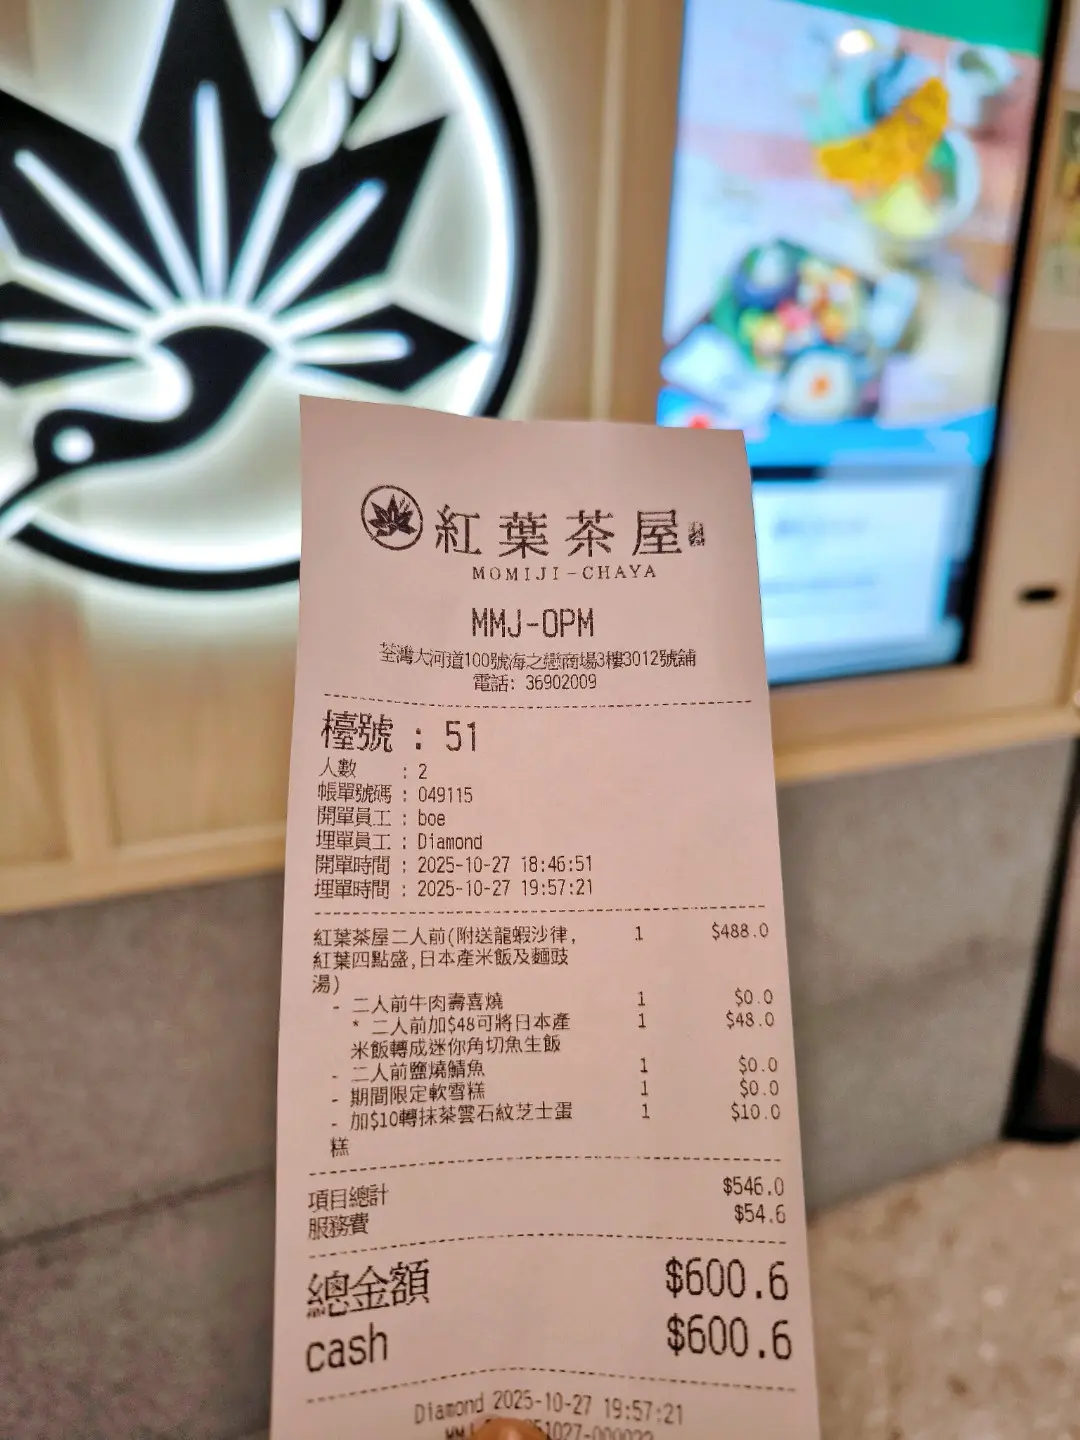 紅葉茶屋
MOMIJI-CHAYA
MMJ-OPM
荃灣大河道100號海之戀商場3樓3012號舖
電話: 36902009
檯號 : 51
人數 : 2
帳單號碼 : 049115
開單員工 : boe
埋單員工 : Diamond
開單時間 : 2025-10-27 18:46:51
埋單時間 : 2025-10-27 19:57:21
紅葉茶屋二人前(附送龍蝦沙律, 1 $488.0
紅葉四點盛,日本產米飯及麵豉
湯)
- 二人前牛肉壽喜燒 1 $0.0
* 二人前加$48可將日本產 1 $48.0
米飯轉成迷你角切魚生飯
- 二人前鹽燒鯖魚 1 $0.0
- 期間限定軟雪糕 1 $0.0
- 加$10轉抹茶雲石紋芝士蛋 1 $10.0
糕
項目總計 $546.0
服務費 $54.6
總金額 $600.6
cash $600.6
Diamond 2025-10-27 19:57:21